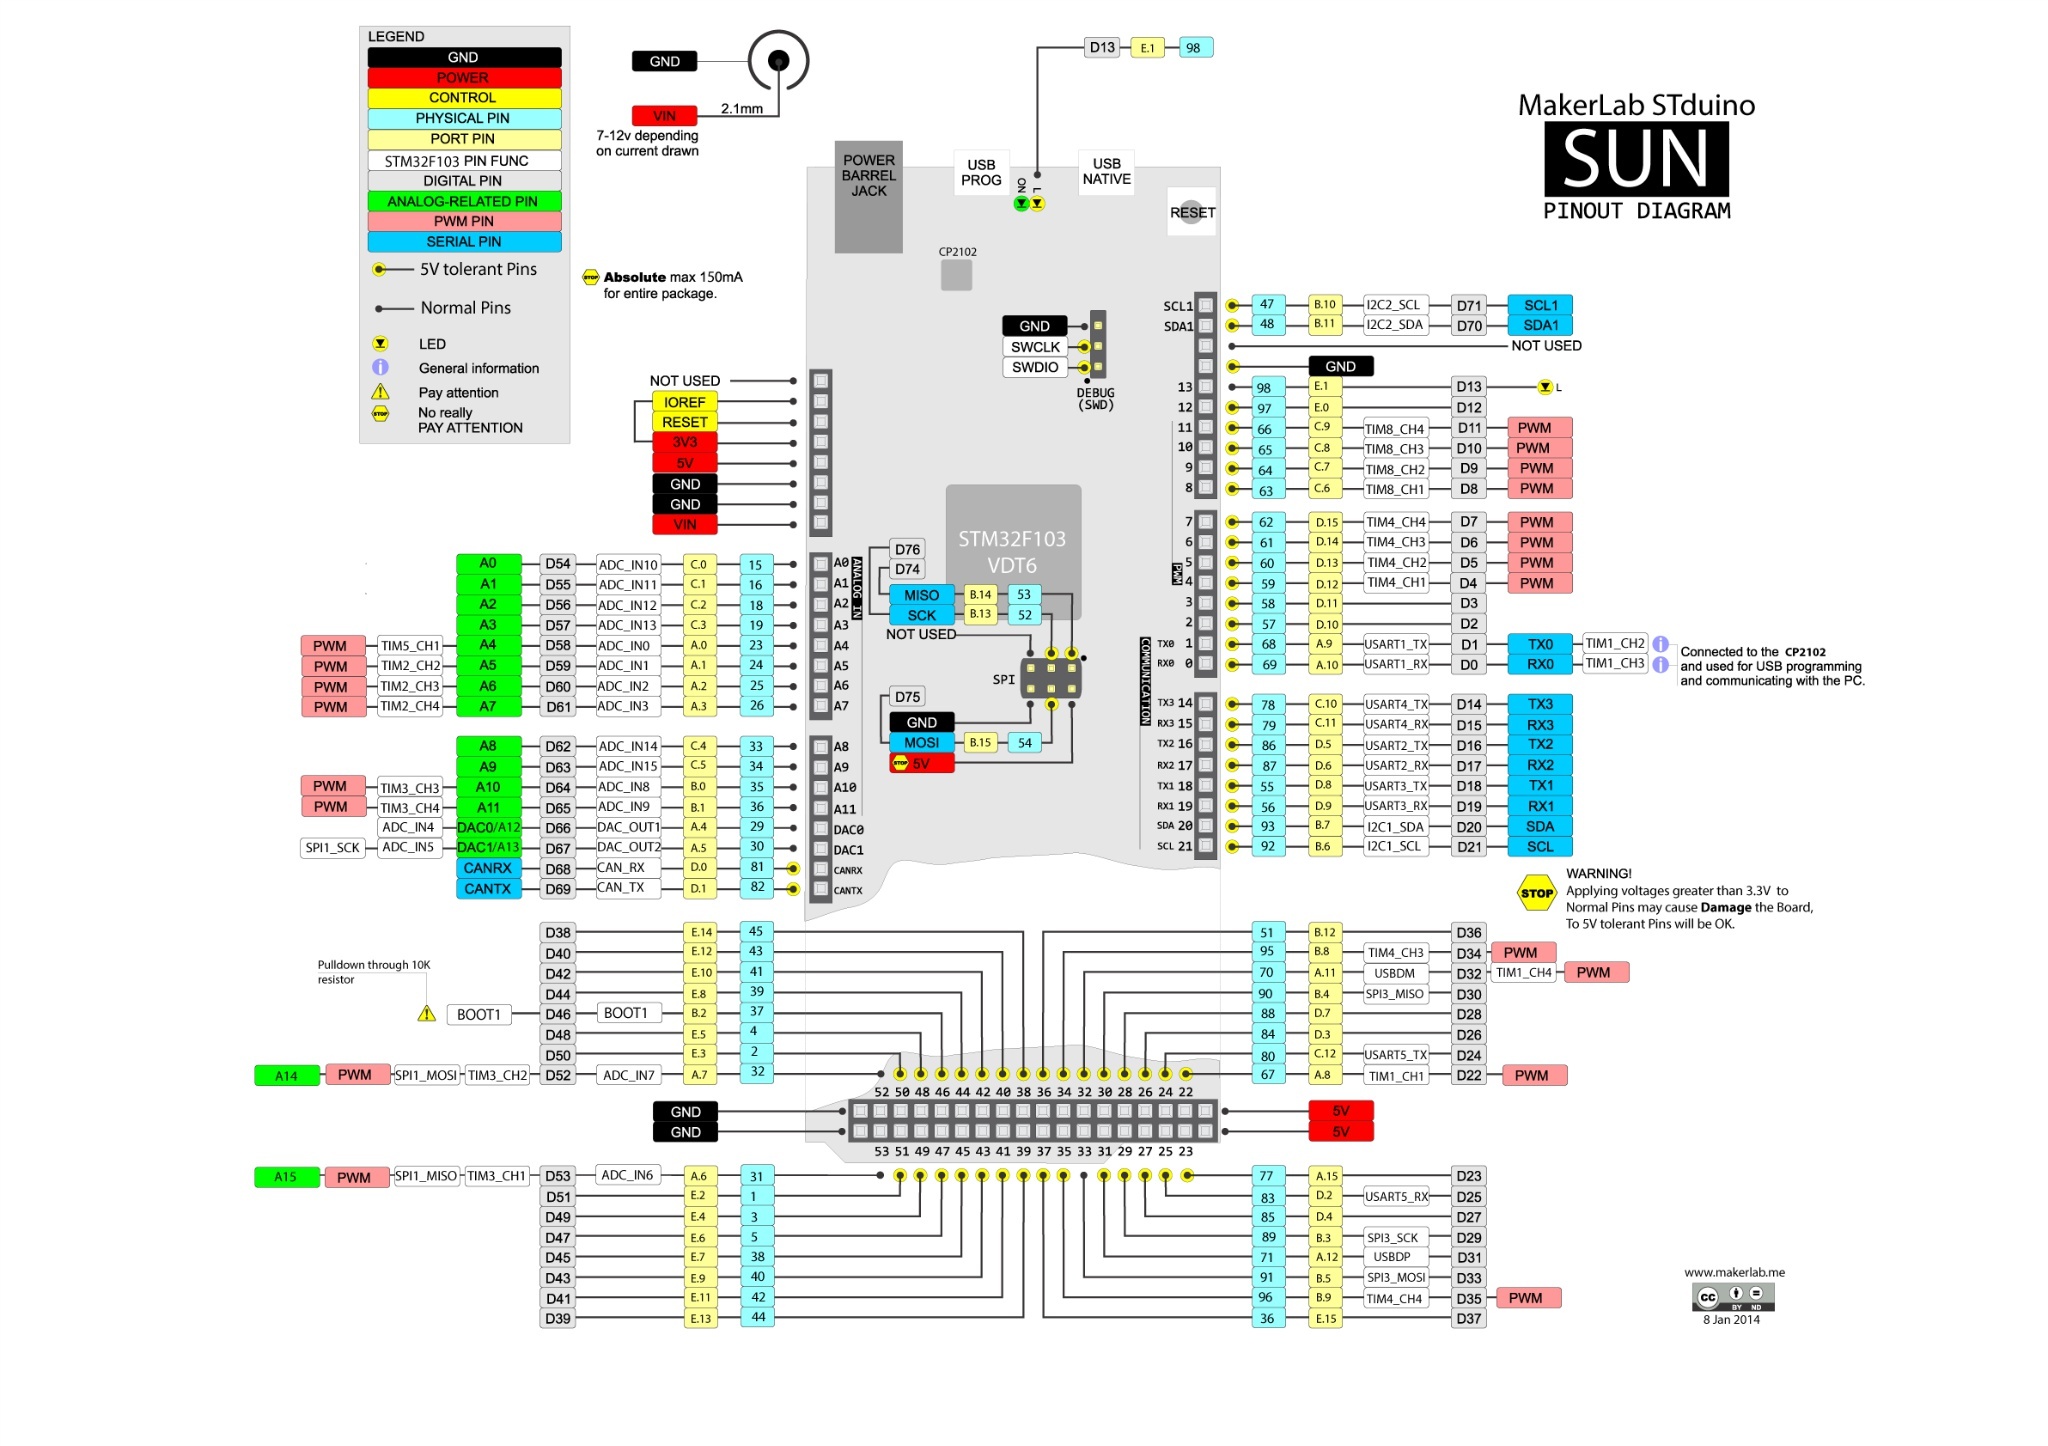 LEGEND
GND
POWER
CONTROL
PHYSICAL PIN
PORT PIN
STM32F103 PIN FUNC
DIGITAL PIN
ANALOG-RELATED PIN
PWM PIN
SERIAL PIN
5V tolerant Pins
Normal Pins
LED
General information
Pay attention
STOP No really
PAY ATTENTION
GND
VIN 2.1mm
7-12v depending
on current drawn
STOP Absolute max 150mA
for entire package.
D13 E.1 98
MakerLab STduino
SUN
PINOUT DIAGRAM
POWER
BARREL
JACK
USB
PROG
ON L
USB
NATIVE
RESET
CP2102
GND
SWCLK
SWDIO
DEBUG
(SWD)
STM32F103
VDT6
NOT USED
IOREF
RESET
3V3
5V
GND
GND
VIN
A0 D54 ADC_IN10 C.0 15 A0
A1 D55 ADC_IN11 C.1 16 A1
A2 D56 ADC_IN12 C.2 18 A2
A3 D57 ADC_IN13 C.3 19 A3
PWM TIM5_CH1 A4 D58 ADC_IN0 A.0 23 A4
PWM TIM2_CH2 A5 D59 ADC_IN1 A.1 24 A5
PWM TIM2_CH3 A6 D60 ADC_IN2 A.2 25 A6
PWM TIM2_CH4 A7 D61 ADC_IN3 A.3 26 A7
ANALOG IN
A8 D62 ADC_IN14 C.4 33 A8
A9 D63 ADC_IN15 C.5 34 A9
PWM TIM3_CH3 A10 D64 ADC_IN8 B.0 35 A10
PWM TIM3_CH4 A11 D65 ADC_IN9 B.1 36 A11
ADC_IN4 DAC0/A12 D66 DAC_OUT1 A.4 29 DAC0
SPI1_SCK ADC_IN5 DAC1/A13 D67 DAC_OUT2 A.5 30 DAC1
CANRX D68 CAN_RX D.0 81 CANRX
CANTX D69 CAN_TX D.1 82 CANTX
D76
D74
MISO B.14 53
SCK B.13 52
NOT USED
SPI
D75
GND
MOSI B.15 54
STOP 5V
SCL1 47 B.10 I2C2_SCL D71 SCL1
SDA1 48 B.11 I2C2_SDA D70 SDA1
NOT USED
GND
13 98 E.1 D13 L
12 97 E.0 D12
11 66 C.9 TIM8_CH4 D11 PWM
10 65 C.8 TIM8_CH3 D10 PWM
9 64 C.7 TIM8_CH2 D9 PWM
8 63 C.6 TIM8_CH1 D8 PWM
7 62 D.15 TIM4_CH4 D7 PWM
6 61 D.14 TIM4_CH3 D6 PWM
5 60 D.13 TIM4_CH2 D5 PWM
4 59 D.12 TIM4_CH1 D4 PWM
PWM
3 58 D.11 D3
2 57 D.10 D2
TX0 1 68 A.9 USART1_TX D1 TX0 TIM1_CH2
RX0 0 69 A.10 USART1_RX D0 RX0 TIM1_CH3
Connected to the CP2102
and used for USB programming
and communicating with the PC.
COMMUNICATION
TX3 14 78 C.10 USART4_TX D14 TX3
RX3 15 79 C.11 USART4_RX D15 RX3
TX2 16 86 D.5 USART2_TX D16 TX2
RX2 17 87 D.6 USART2_RX D17 RX2
TX1 18 55 D.8 USART3_TX D18 TX1
RX1 19 56 D.9 USART3_RX D19 RX1
SDA 20 93 B.7 I2C1_SDA D20 SDA
SCL 21 92 B.6 I2C1_SCL D21 SCL
STOP WARNING!
Applying voltages greater than 3.3V to
Normal Pins may cause Damage the Board,
To 5V tolerant Pins will be OK.
D38 E.14 45
D40 E.12 43
D42 E.10 41
D44 E.8 39
Pulldown through 10K
resistor
BOOT1 D46 BOOT1 B.2 37
D48 E.5 4
D50 E.3 2
A14 PWM SPI1_MOSI TIM3_CH2 D52 ADC_IN7 A.7 32
51 B.12 D36
95 B.8 TIM4_CH3 D34 PWM
70 A.11 USBDM D32 TIM1_CH4 PWM
90 B.4 SPI3_MISO D30
88 D.7 D28
84 D.3 D26
80 C.12 USART5_TX D24
67 A.8 TIM1_CH1 D22 PWM
52 50 48 46 44 42 40 38 36 34 32 30 28 26 24 22
GND 5V
GND 5V
53 51 49 47 45 43 41 39 37 35 33 31 29 27 25 23
A15 PWM SPI1_MISO TIM3_CH1 D53 ADC_IN6 A.6 31
D51 E.2 1
D49 E.4 3
D47 E.6 5
D45 E.7 38
D43 E.9 40
D41 E.11 42
D39 E.13 44
77 A.15 D23
83 D.2 USART5_RX D25
85 D.4 D27
89 B.3 SPI3_SCK D29
71 A.12 USBDP D31
91 B.5 SPI3_MOSI D33
96 B.9 TIM4_CH4 D35 PWM
36 E.15 D37
www.makerlab.me
CC BY ND
8 Jan 2014